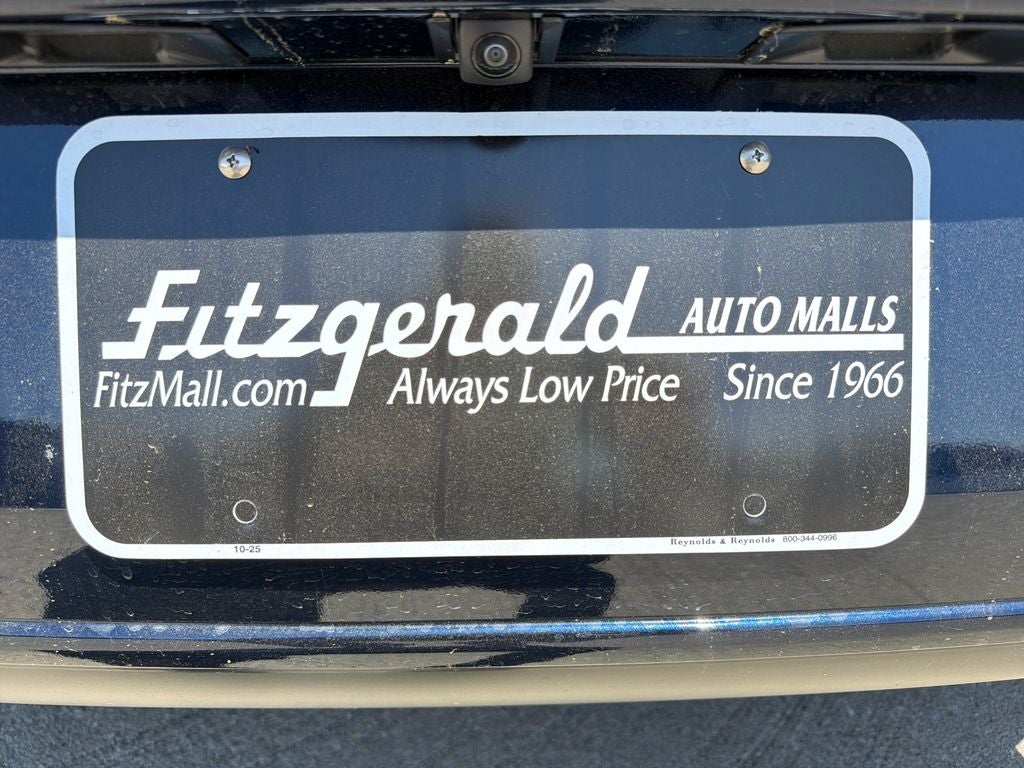 Fitzgerald AUTO MALLS
FitzMall.com Always Low Price Since 1966
10-25 Reynolds & Reynolds 800-344-0996